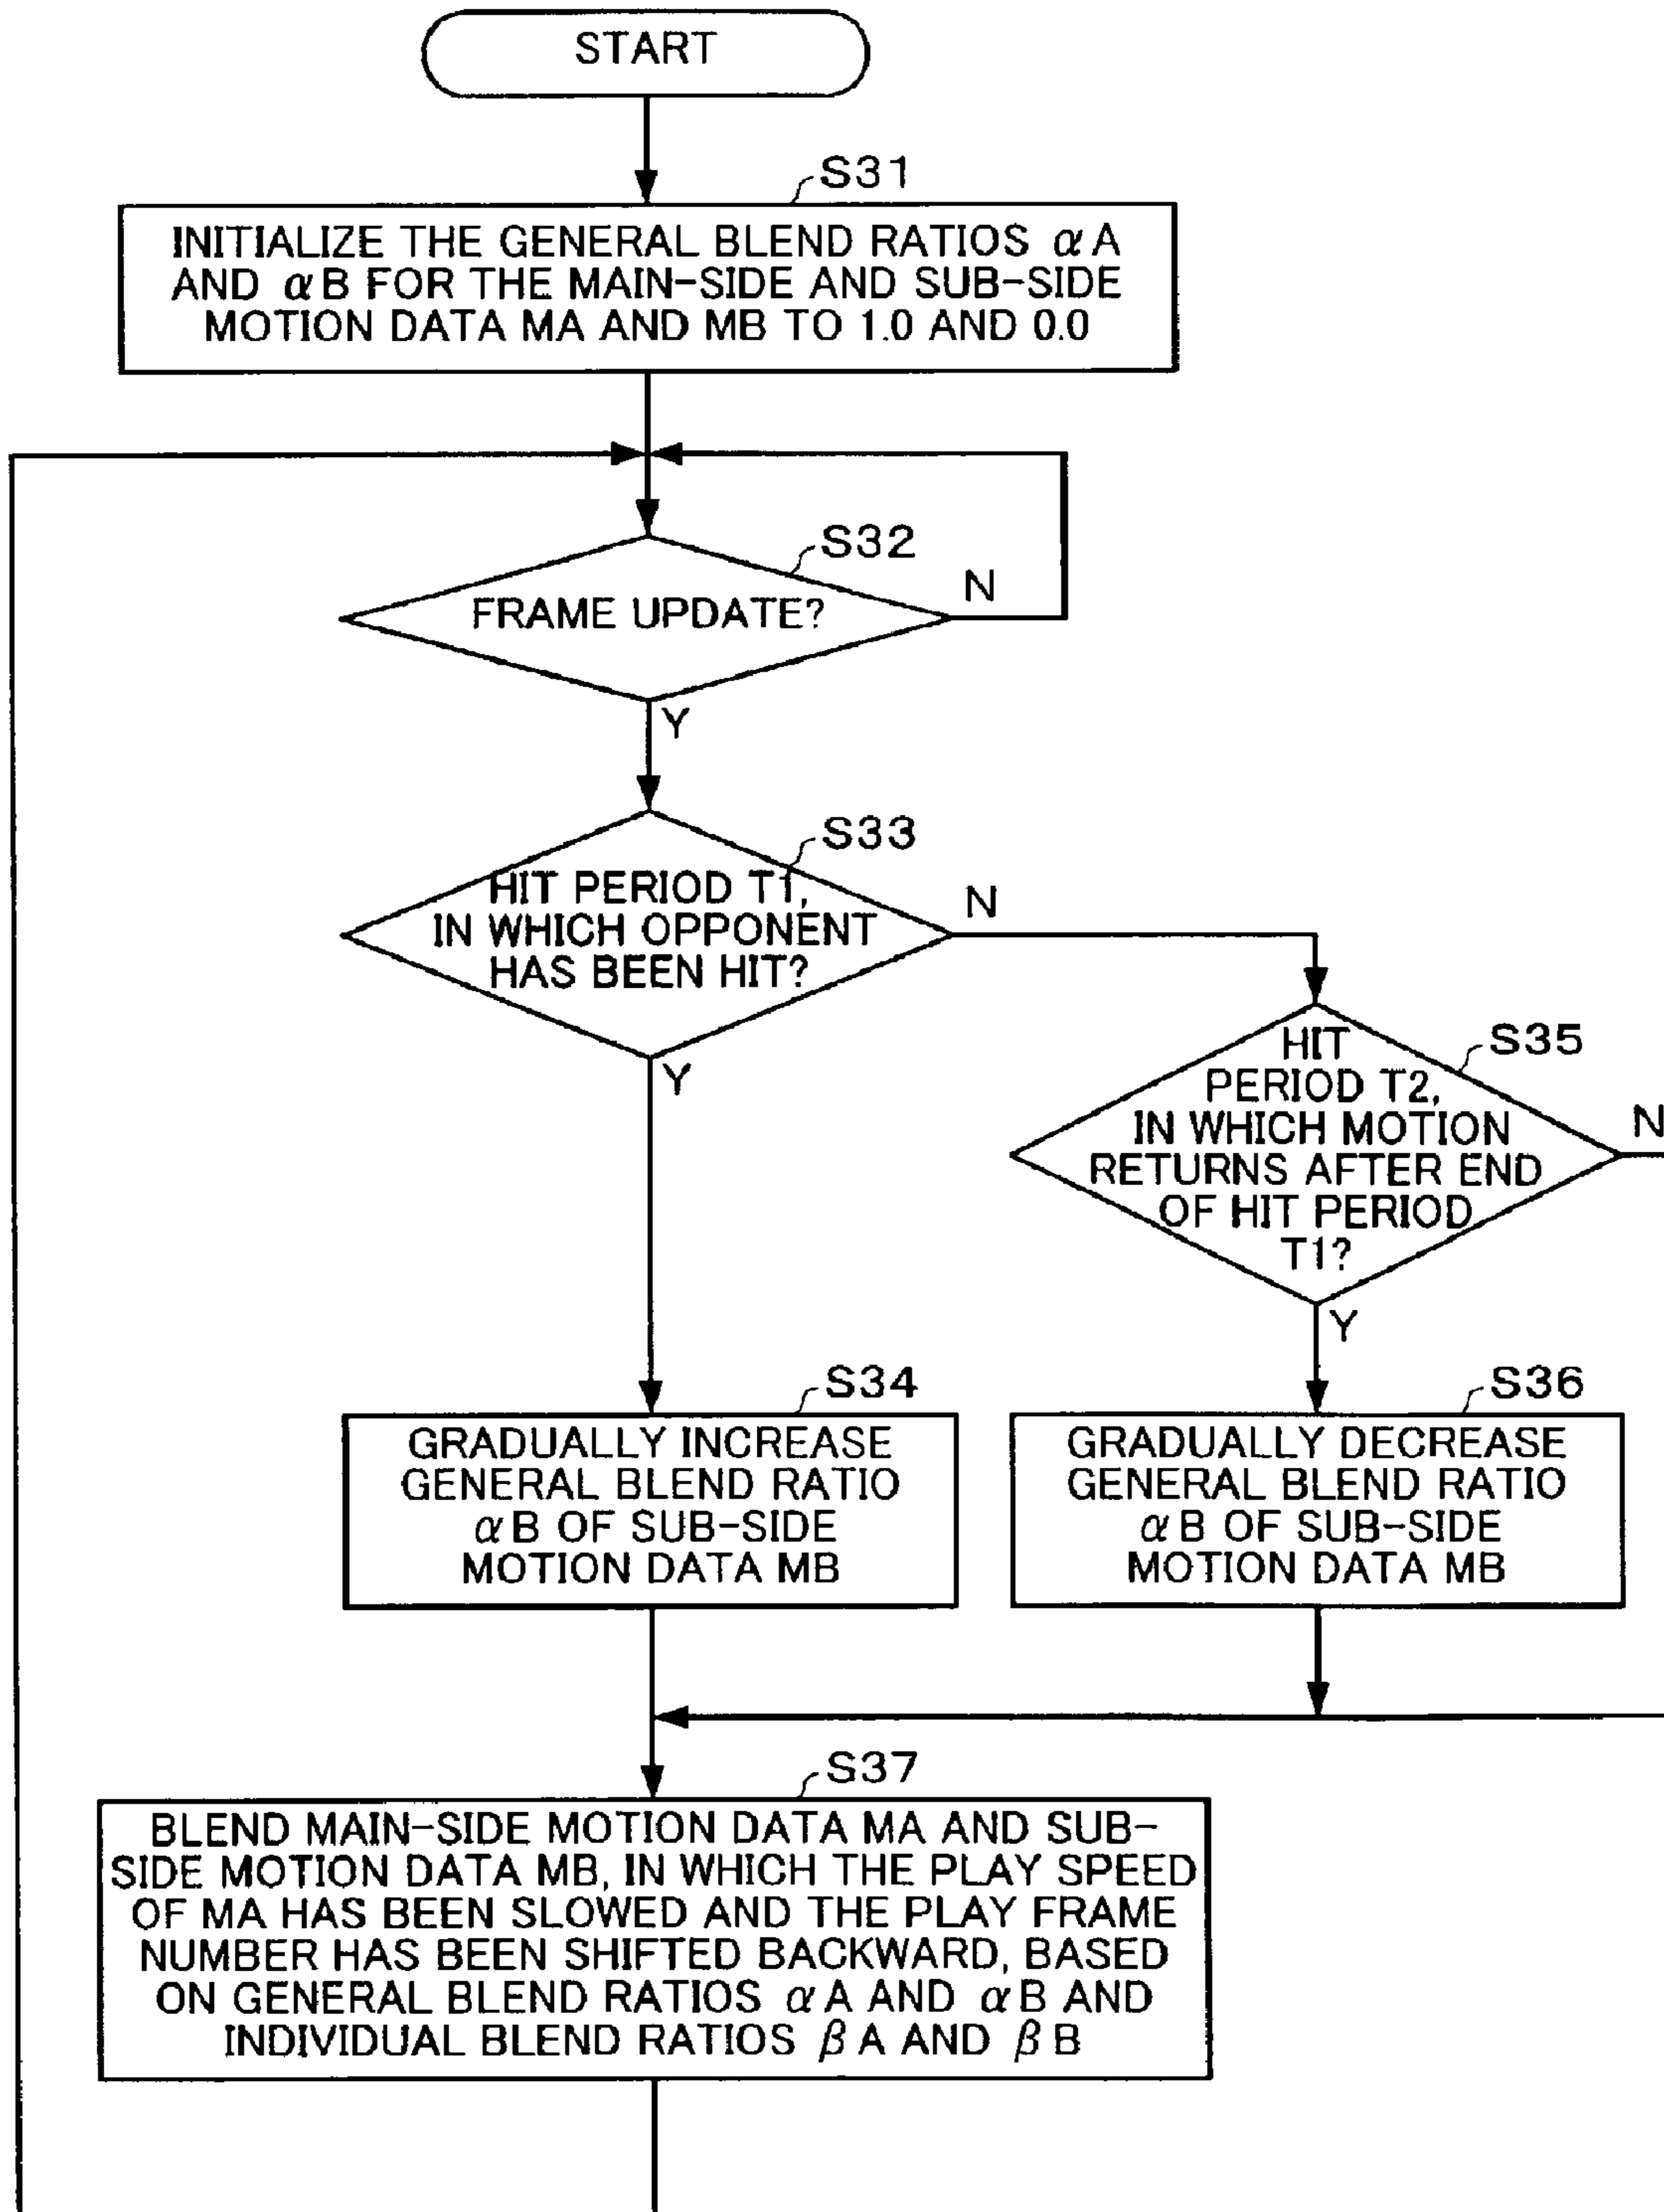 START
S31
INITIALIZE THE GENERAL BLEND RATIOS αA
AND αB FOR THE MAIN-SIDE AND SUB-SIDE
MOTION DATA MA AND MB TO 1.0 AND 0.0
S32
FRAME UPDATE?
N
Y
S33
HIT PERIOD T1,
IN WHICH OPPONENT
HAS BEEN HIT?
N
Y
S35
HIT
PERIOD T2,
IN WHICH MOTION
RETURNS AFTER END
OF HIT PERIOD
T1?
N
Y
S34
GRADUALLY INCREASE
GENERAL BLEND RATIO
αB OF SUB-SIDE
MOTION DATA MB
S36
GRADUALLY DECREASE
GENERAL BLEND RATIO
αB OF SUB-SIDE
MOTION DATA MB
S37
BLEND MAIN-SIDE MOTION DATA MA AND SUB-
SIDE MOTION DATA MB, IN WHICH THE PLAY SPEED
OF MA HAS BEEN SLOWED AND THE PLAY FRAME
NUMBER HAS BEEN SHIFTED BACKWARD, BASED
ON GENERAL BLEND RATIOS αA AND αB AND
INDIVIDUAL BLEND RATIOS βA AND βB